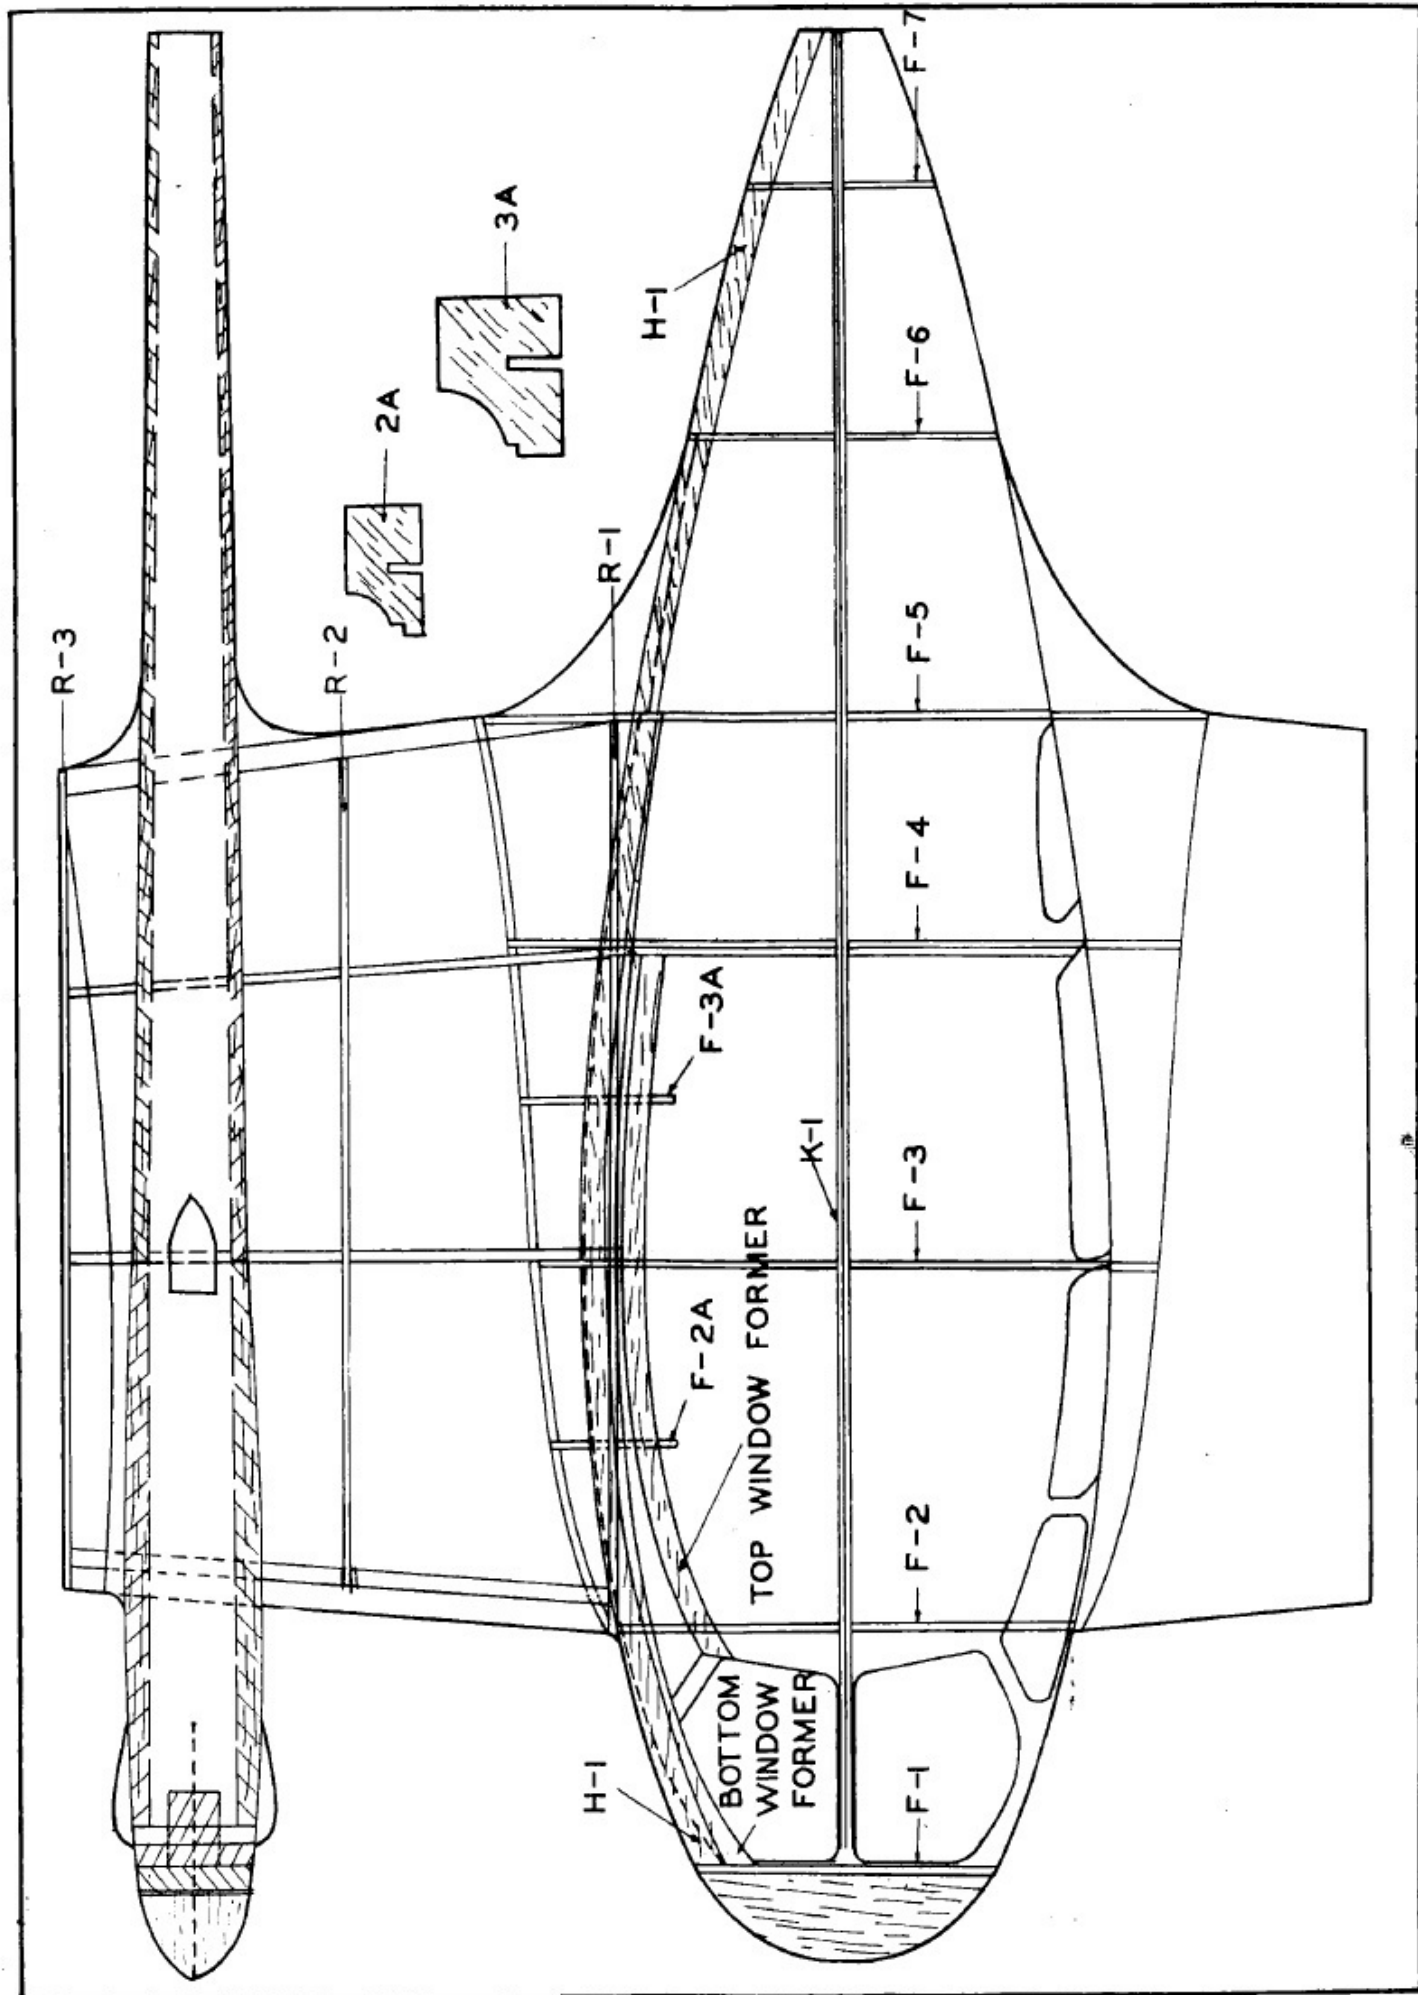 R-3
R-2
R-1
2A
3A
H-1
F-7
F-6
F-5
F-4
F-3A
K-1
F-3
F-2A
TOP WINDOW FORMER
F-2
H-1
BOTTOM
WINDOW
FORMER
F-1